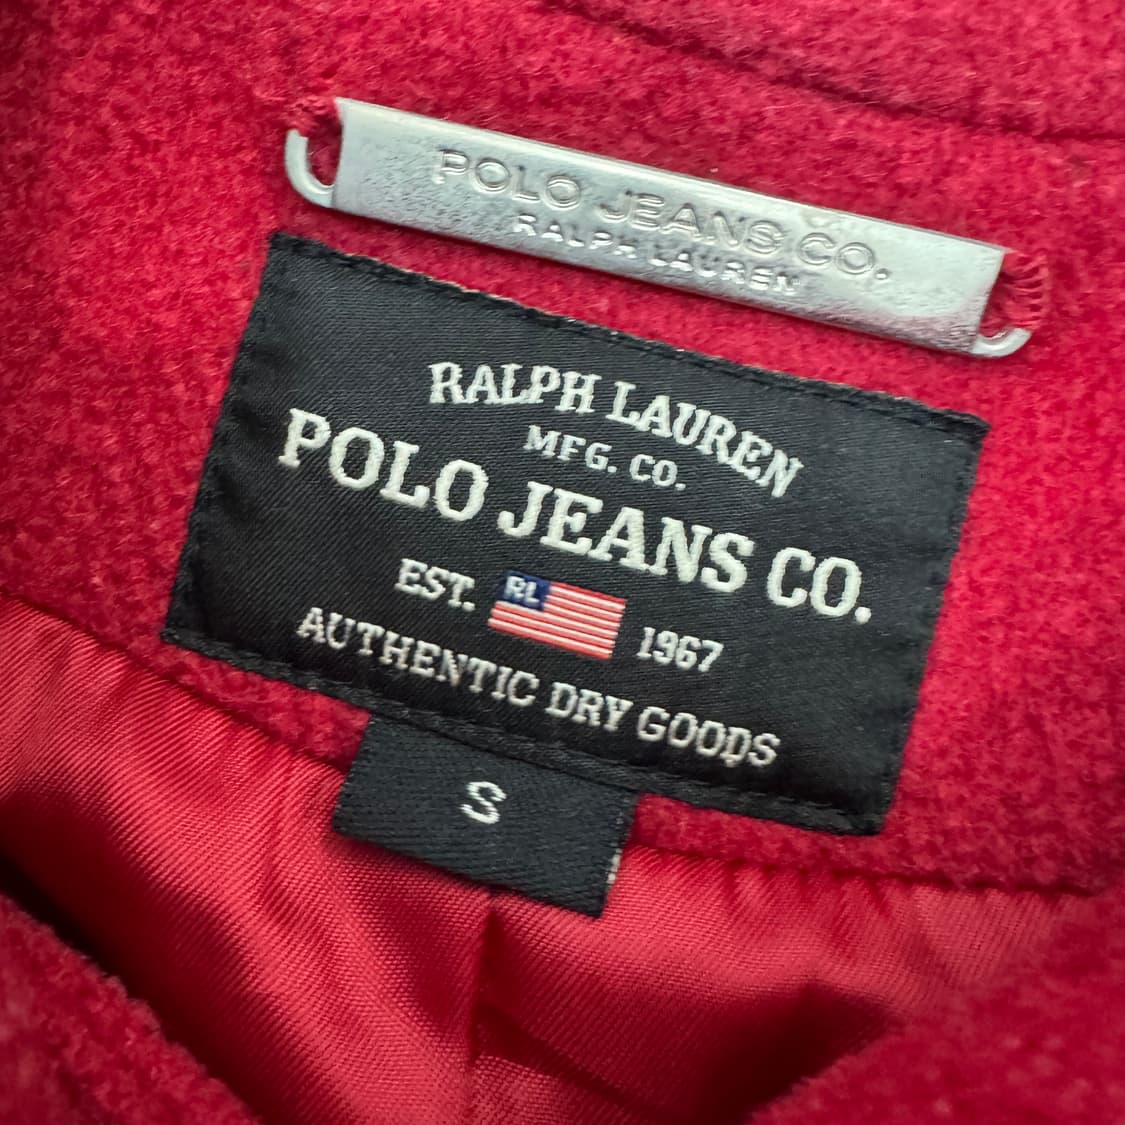 POLO JEANS CO.
RALPH LAUREN
RALPH LAUREN
MFG. CO.
POLO JEANS CO.
EST. RL 1967
AUTHENTIC DRY GOODS
S